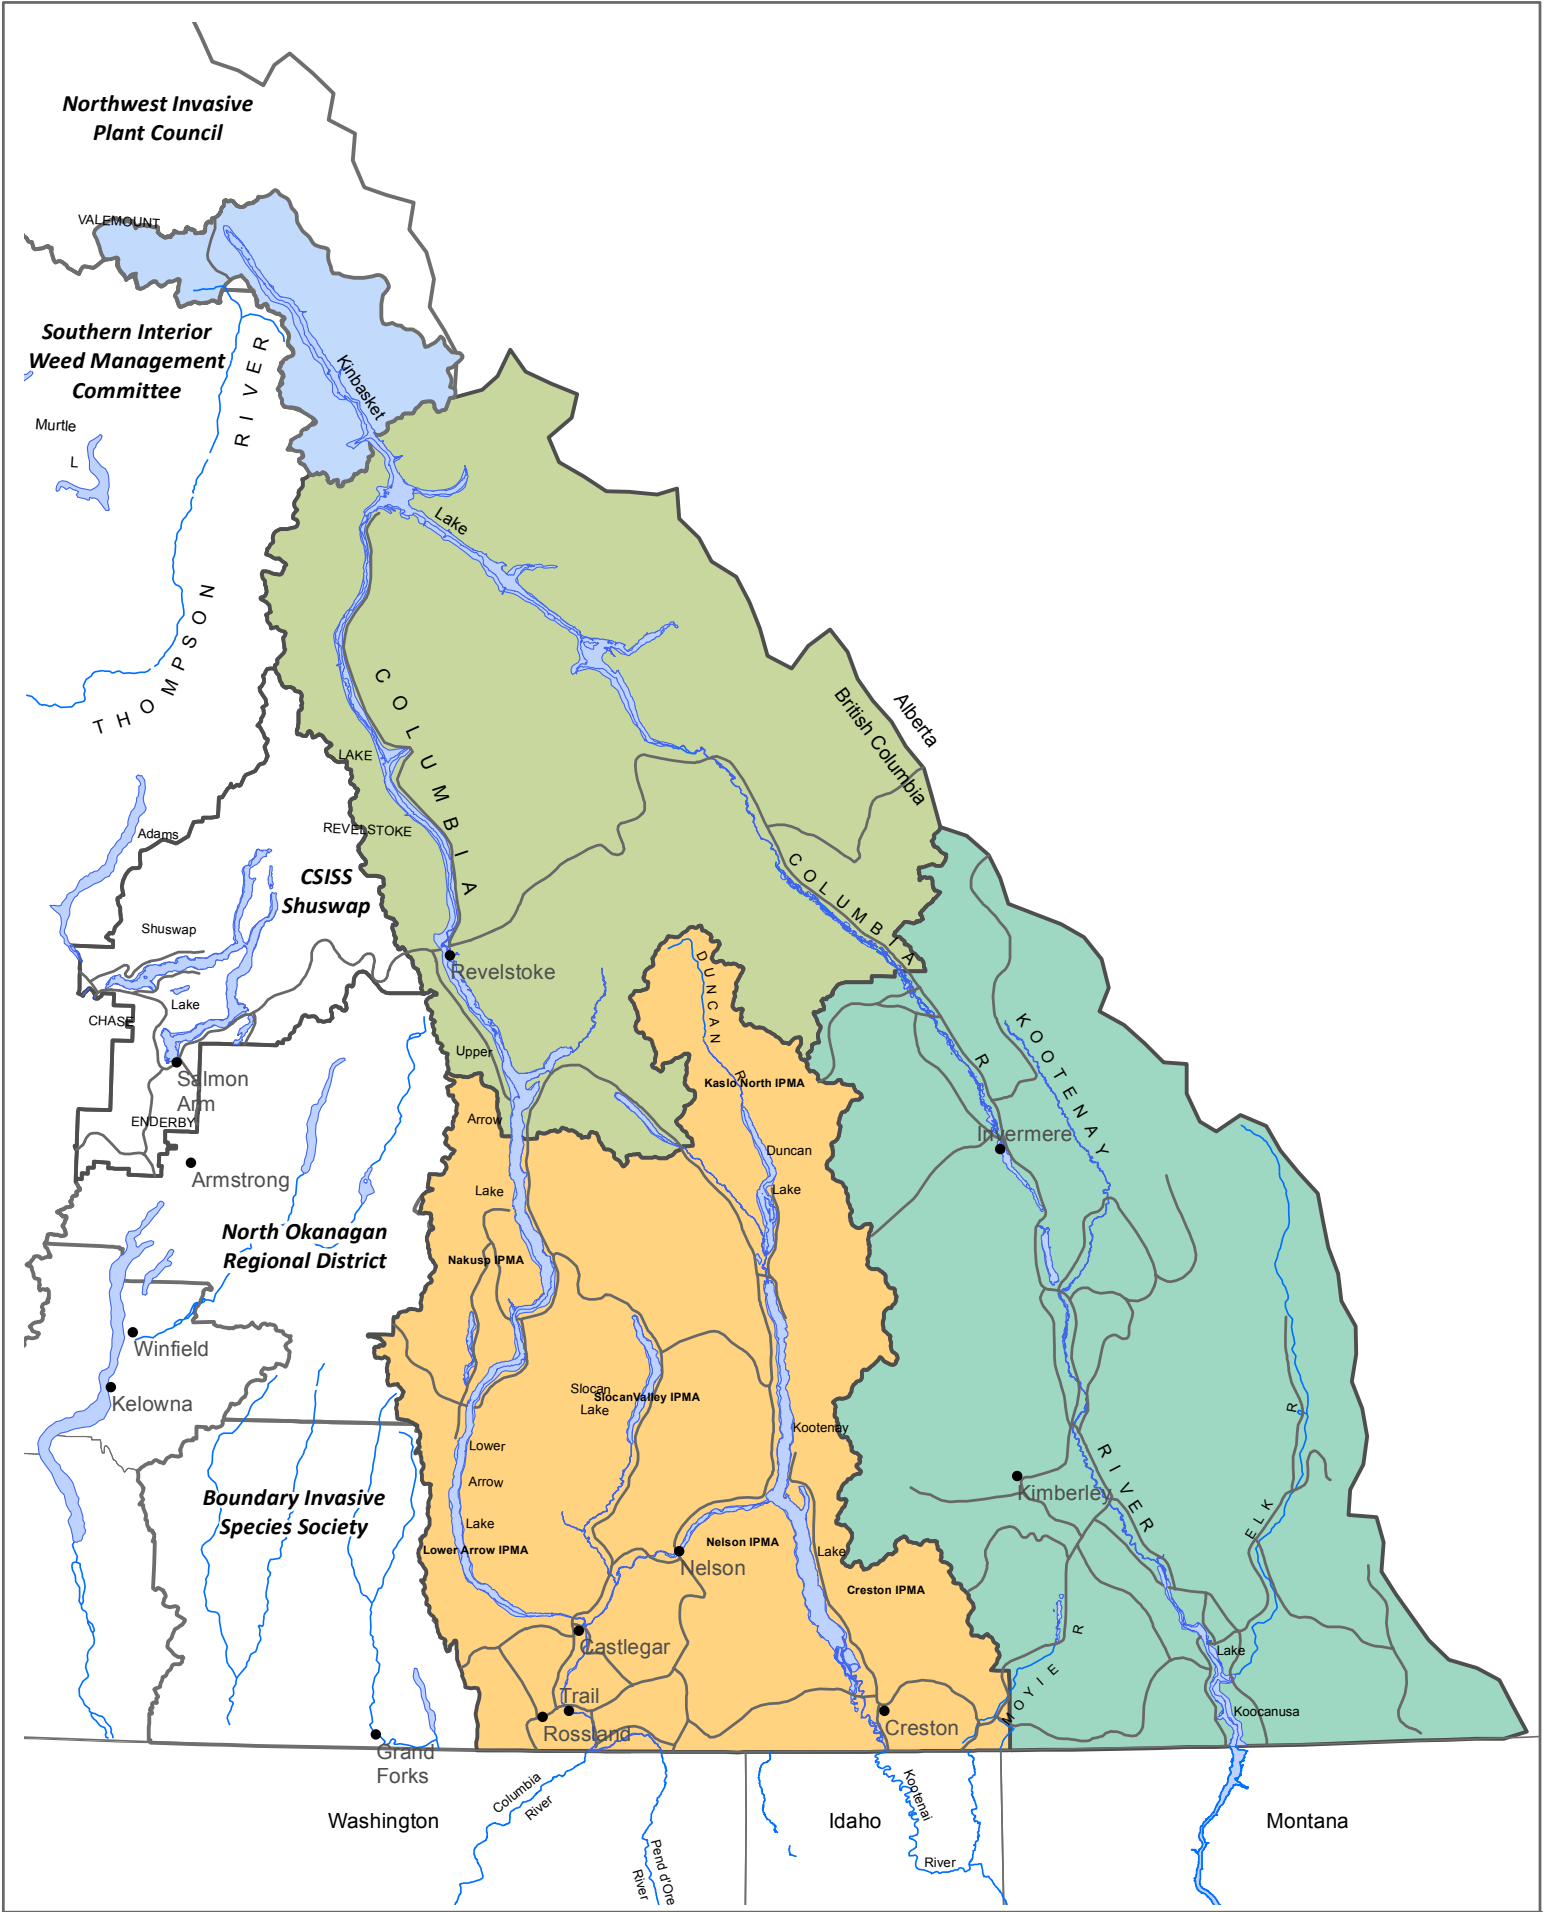 Northwest Invasive
Plant Council
VALEMOUNT
Southern Interior
Weed Management
Committee
RIVER
Kinbasket
Murtle
L
Lake
THOMPSON
COLUMBIA
Alberta
British Columbia
LAKE
REVELSTOKE
Adams
COLUMBIA
CSISS
Shuswap
Shuswap
Revelstoke
DUNCAN
R
Lake
CHASE
KOOTENAY
R
Upper
Salmon
Arm
Kaslo North IPMA
ENDERBY
Arrow
Invermere
Armstrong
Duncan
Lake
Lake
North Okanagan
Regional District
Nakusp IPMA
Winfield
Kelowna
Slocan
SlocanValley IPMA
Lake
Kootenay
R
Lower
Arrow
Lake
Kimberley
RIVER
Boundary Invasive
Species Society
ELK
Lower Arrow IPMA
Nelson IPMA
Lake
Nelson
Creston IPMA
Castlegar
MOYIE R
Lake
Trail
Rossland
Creston
Koocanusa
Grand
Forks
Columbia
River
Kootenai
River
Washington
Idaho
Montana
Pend d'Ore
River